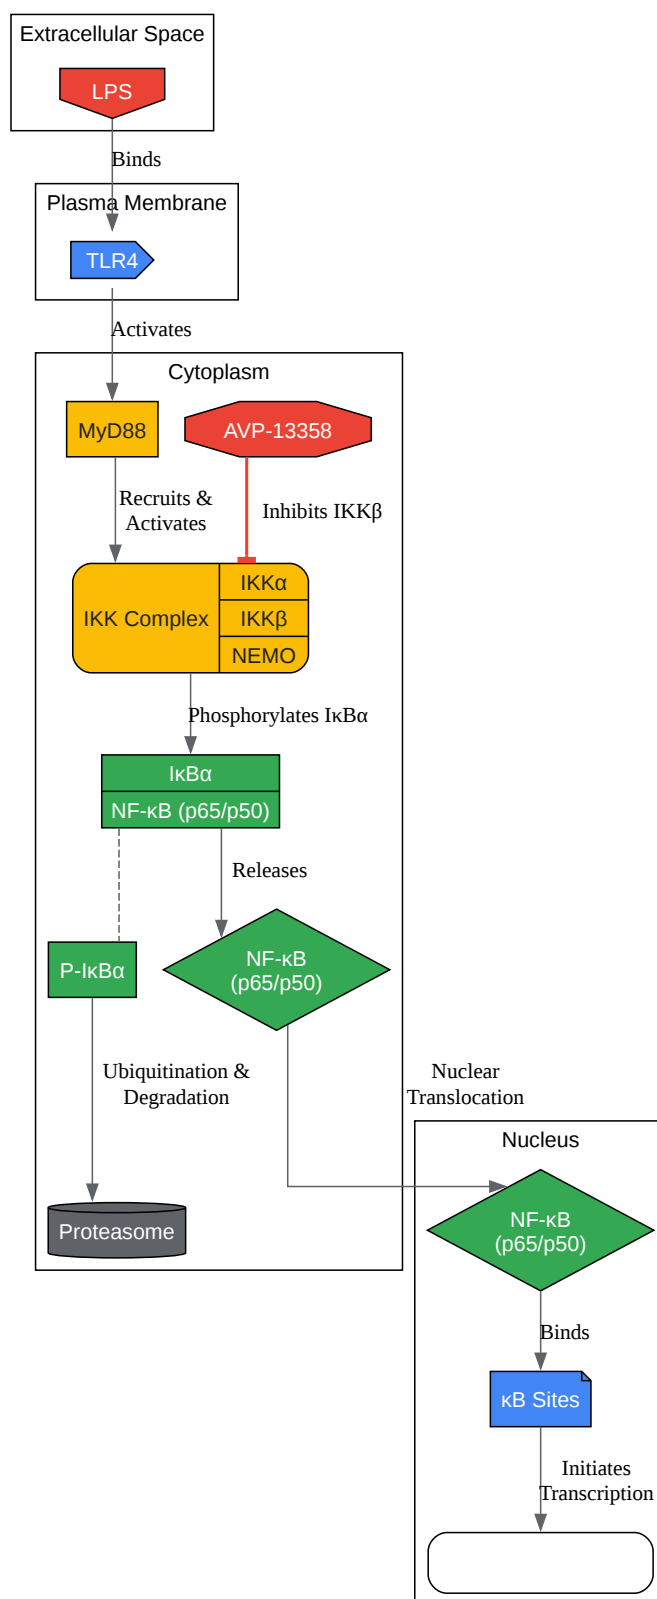 Extracellular Space
LPS
Binds
Plasma Membrane
TLR4
Activates
Cytoplasm
MyD88
AVP-13358
Recruits &
Activates
Inhibits IKKβ
IKK Complex
IKKα
IKKβ
NEMO
Phosphorylates IκBα
IκBα
NF-κB (p65/p50)
Releases
P-IκBα
NF-κB
(p65/p50)
Ubiquitination &
Degradation
Nuclear
Translocation
Nucleus
Proteasome
NF-κB
(p65/p50)
Binds
κB Sites
Initiates
Transcription